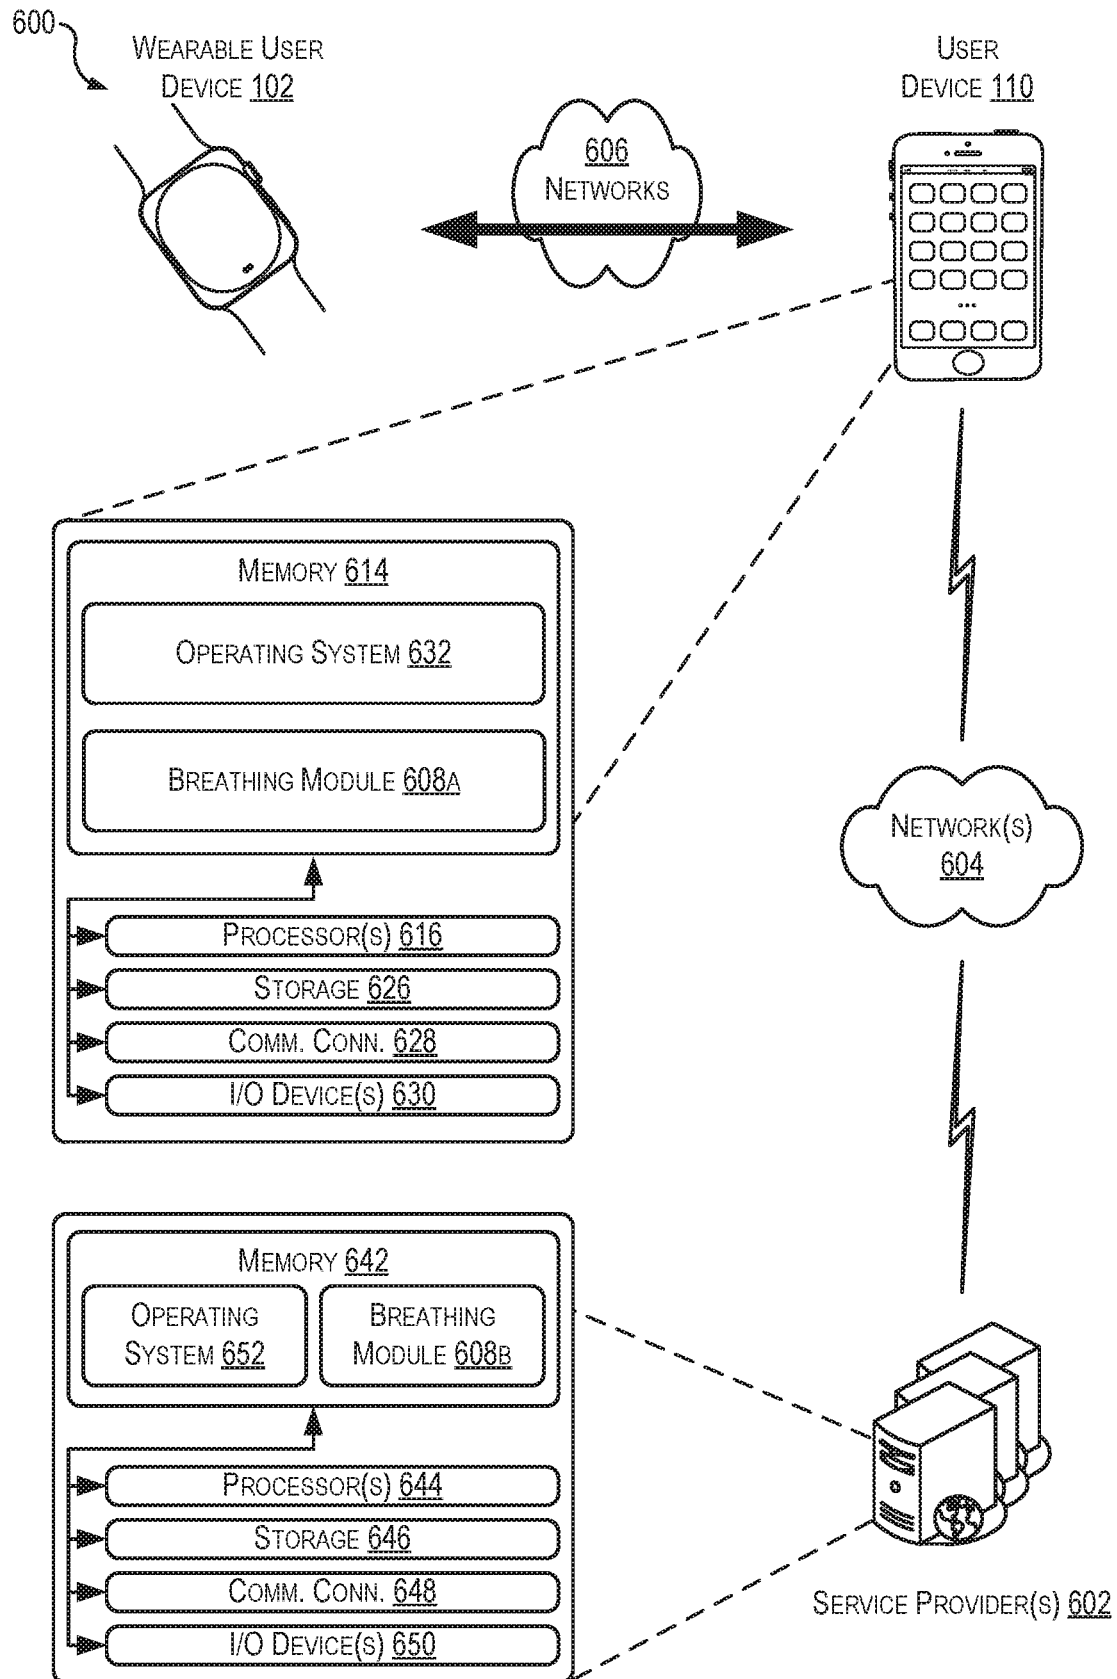 600
WEARABLE USER
DEVICE 102
USER
DEVICE 110
606
NETWORKS
MEMORY 614
OPERATING SYSTEM 632
BREATHING MODULE 608A
PROCESSOR(S) 616
STORAGE 626
COMM. CONN. 628
I/O DEVICE(S) 630
NETWORK(S)
604
MEMORY 642
OPERATING
SYSTEM 652
BREATHING
MODULE 608B
PROCESSOR(S) 644
STORAGE 646
COMM. CONN. 648
I/O DEVICE(S) 650
SERVICE PROVIDER(S) 602